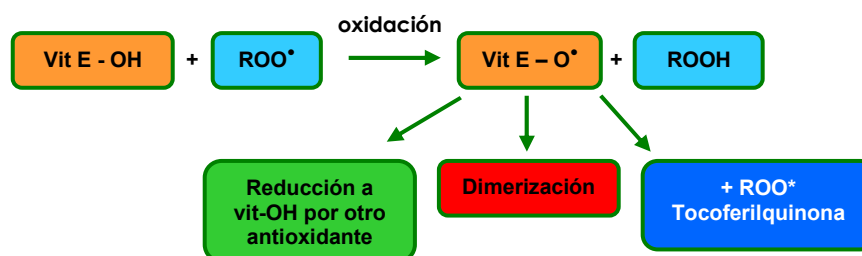 oxidación
Vit E - OH + ROO• Vit E – O• + ROOH
Reducción a
vit-OH por otro
antioxidante
Dimerización
+ ROO*
Tocoferilquinona